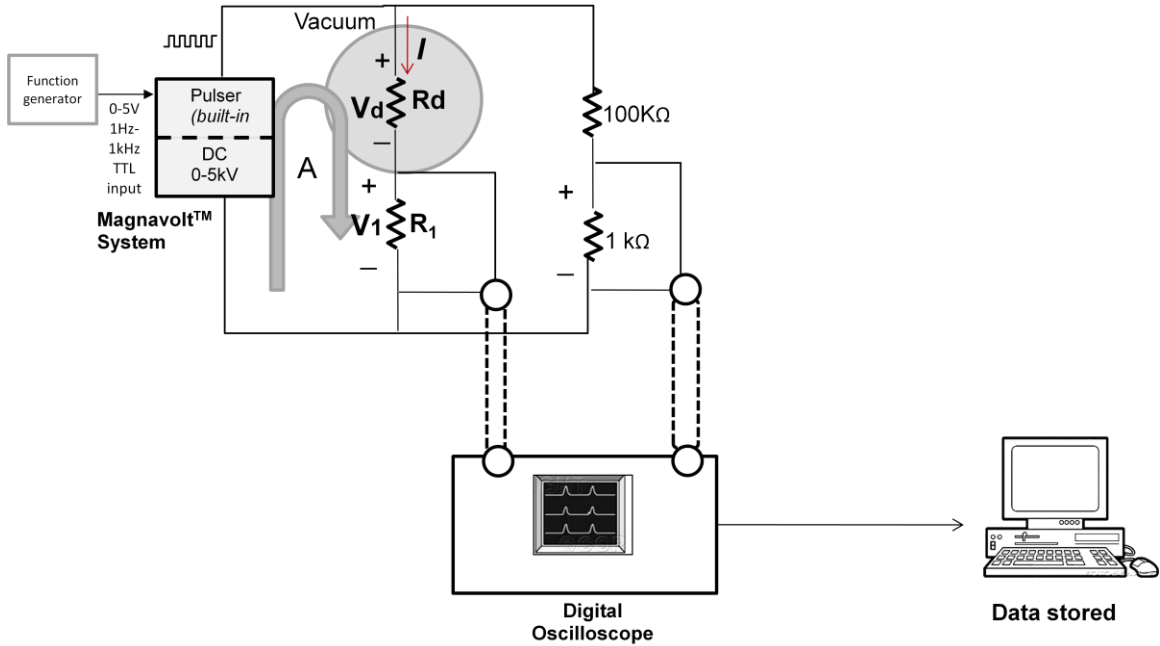 Vacuum
I
+
Function
generator
0-5V
1Hz-
1kHz
TTL
input
Pulser
(built-in
DC
0-5kV
Magnavolt™
System
A
Vd
Rd
–
100KΩ
+
V1
R1
–
+
1 kΩ
–
Digital
Oscilloscope
Data stored